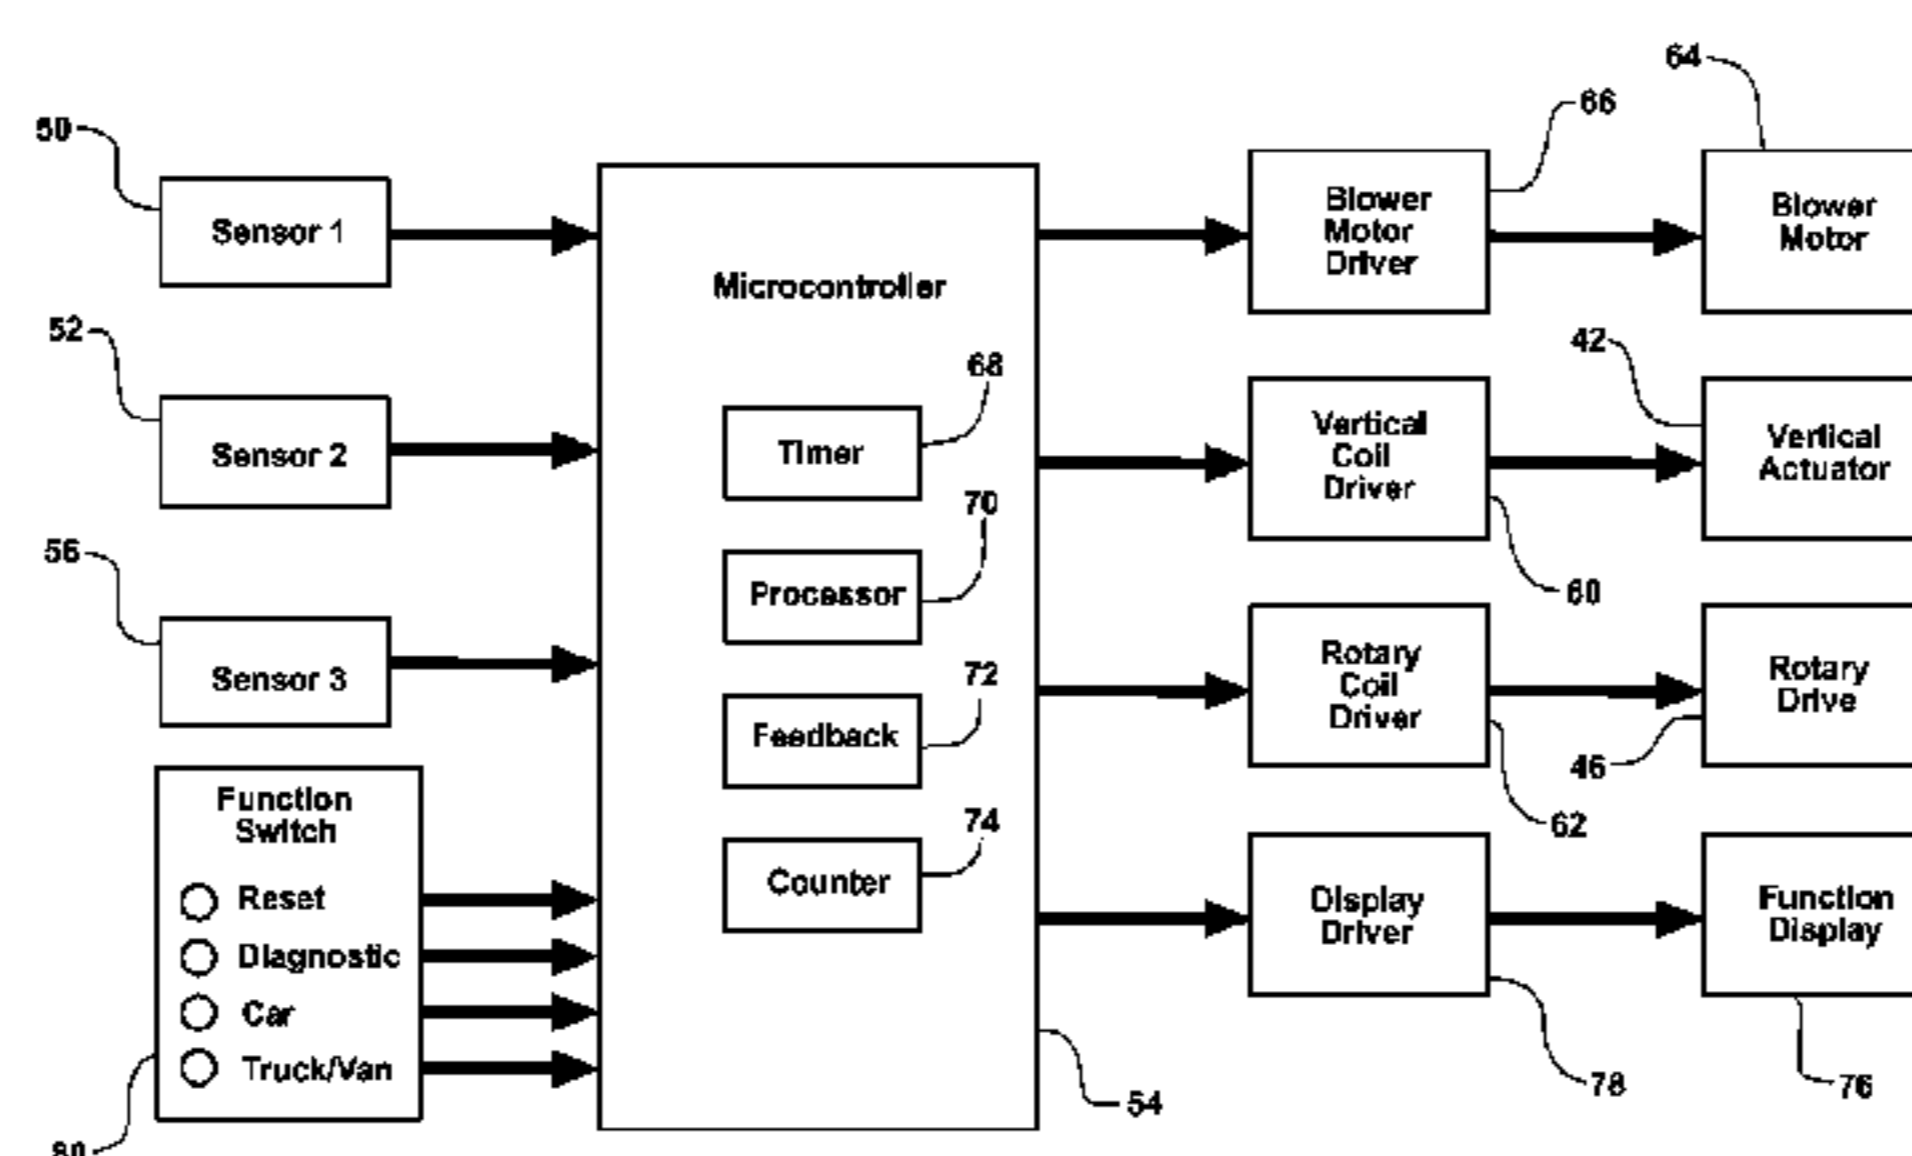 64
66
50
Sensor 1
Microcontroller
Blower
Motor
Driver
Blower
Motor
52
Sensor 2
68
Timer
42
Vertical
Coil
Driver
Vertical
Actuator
60
56
Sensor 3
70
Processor
72
Feedback
Rotary
Coil
Driver
Rotary
Drive
46
62
Function
Switch
Reset
Diagnostic
Car
Truck/Van
74
Counter
Display
Driver
Function
Display
78
76
54